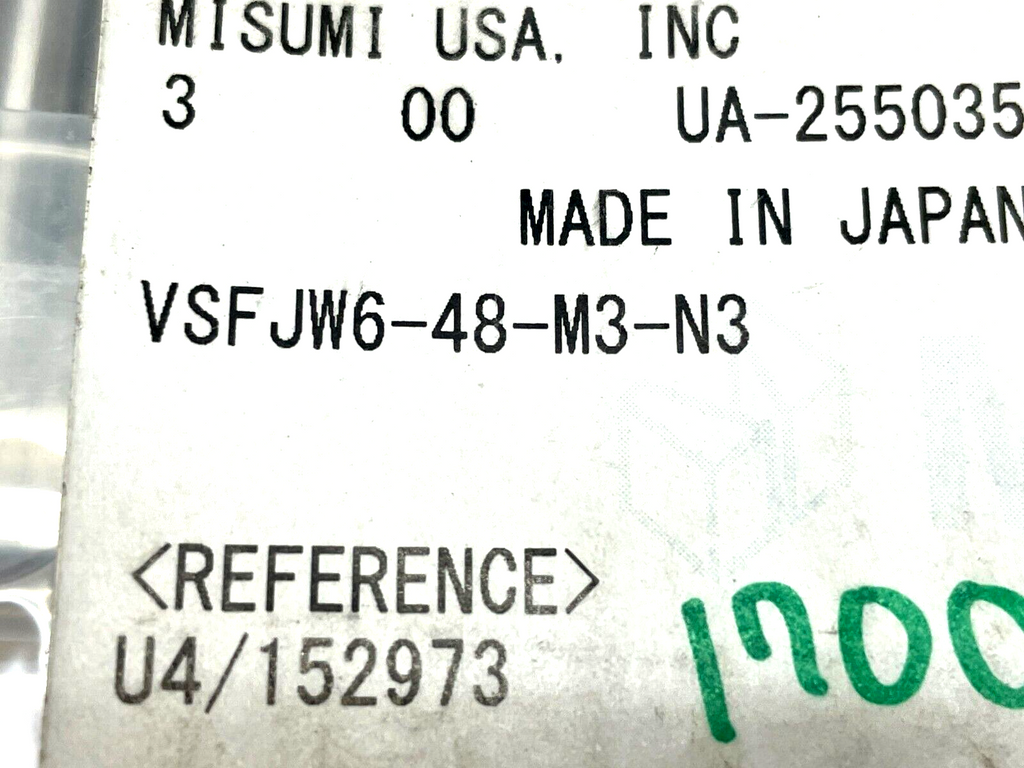 MISUMI USA, INC
3 00 UA-255035
MADE IN JAPAN
VSFJW6-48-M3-N3
<REFERENCE>
U4/152973
1700